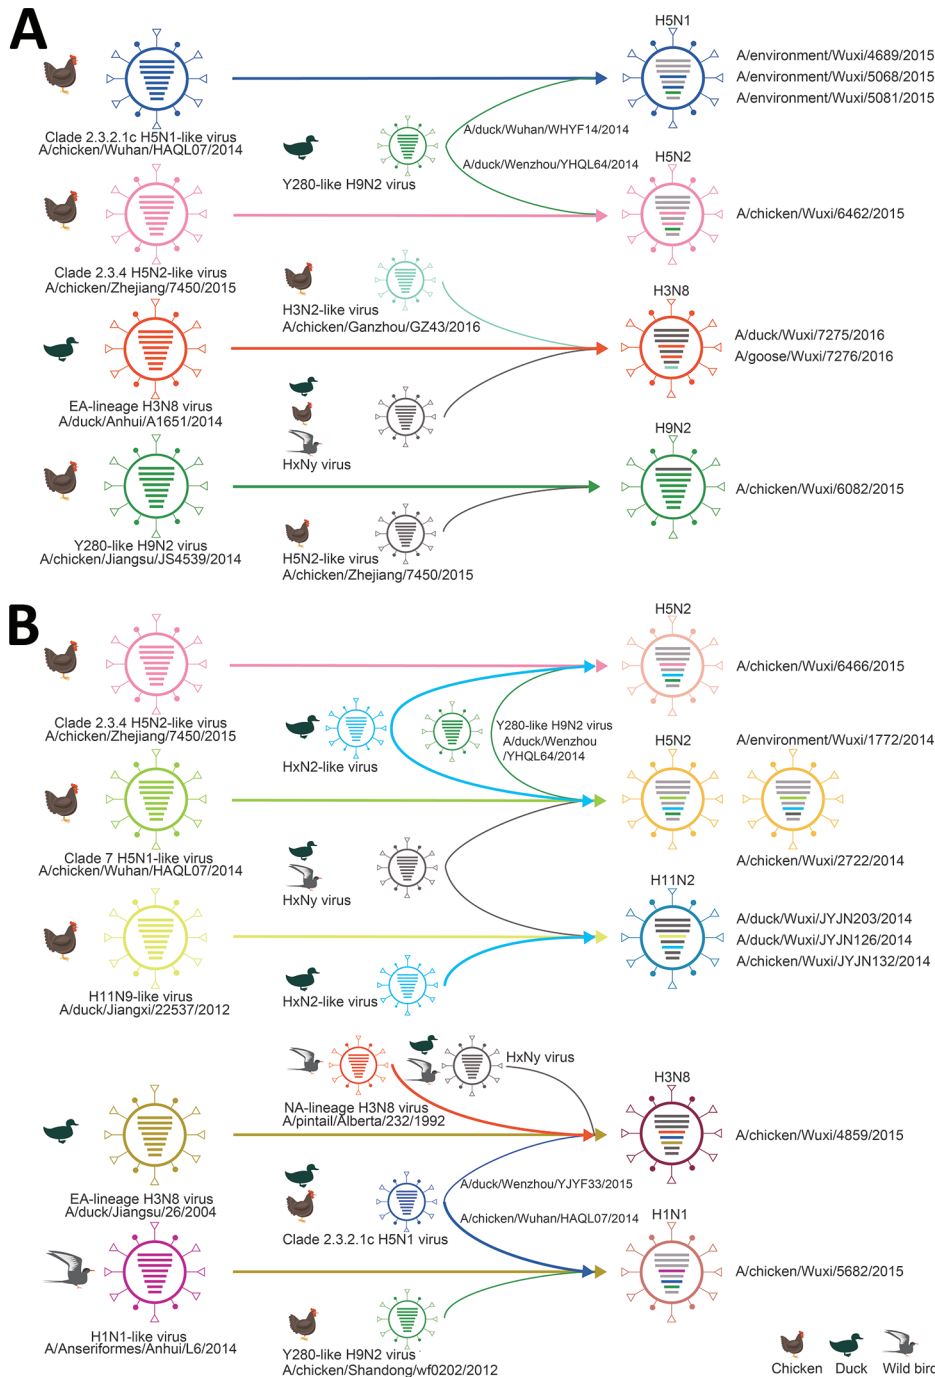 A
H5N1
A/environment/Wuxi/4689/2015
A/environment/Wuxi/5068/2015
A/environment/Wuxi/5081/2015
Clade 2.3.2.1c H5N1-like virus
A/chicken/Wuhan/HAQL07/2014
A/duck/Wuhan/WHYF14/2014
A/duck/Wenzhou/YHQL64/2014
Y280-like H9N2 virus
H5N2
A/chicken/Wuxi/6462/2015
Clade 2.3.4 H5N2-like virus
A/chicken/Zhejiang/7450/2015
H3N2-like virus
A/chicken/Ganzhou/GZ43/2016
H3N8
A/duck/Wuxi/7275/2016
A/goose/Wuxi/7276/2016
EA-lineage H3N8 virus
A/duck/Anhui/A1651/2014
HxNy virus
H9N2
A/chicken/Wuxi/6082/2015
Y280-like H9N2 virus
A/chicken/Jiangsu/JS4539/2014
H5N2-like virus
A/chicken/Zhejiang/7450/2015
B
H5N2
A/chicken/Wuxi/6466/2015
Clade 2.3.4 H5N2-like virus
A/chicken/Zhejiang/7450/2015
HxN2-like virus
Y280-like H9N2 virus
A/duck/Wenzhou
/YHQL64/2014
H5N2
A/environment/Wuxi/1772/2014
A/chicken/Wuxi/2722/2014
Clade 7 H5N1-like virus
A/chicken/Wuhan/HAQL07/2014
HxNy virus
H11N2
A/duck/Wuxi/JYJN203/2014
A/duck/Wuxi/JYJN126/2014
A/chicken/Wuxi/JYJN132/2014
H11N9-like virus
A/duck/Jiangxi/22537/2012
HxN2-like virus
HxNy virus
NA-lineage H3N8 virus
A/pintail/Alberta/232/1992
H3N8
A/chicken/Wuxi/4859/2015
EA-lineage H3N8 virus
A/duck/Jiangsu/26/2004
A/duck/Wenzhou/YJYF33/2015
A/chicken/Wuhan/HAQL07/2014
Clade 2.3.2.1c H5N1 virus
H1N1
A/chicken/Wuxi/5682/2015
H1N1-like virus
A/Anseriformes/Anhui/L6/2014
Y280-like H9N2 virus
A/chicken/Shandong/wf0202/2012
Chicken Duck Wild bird